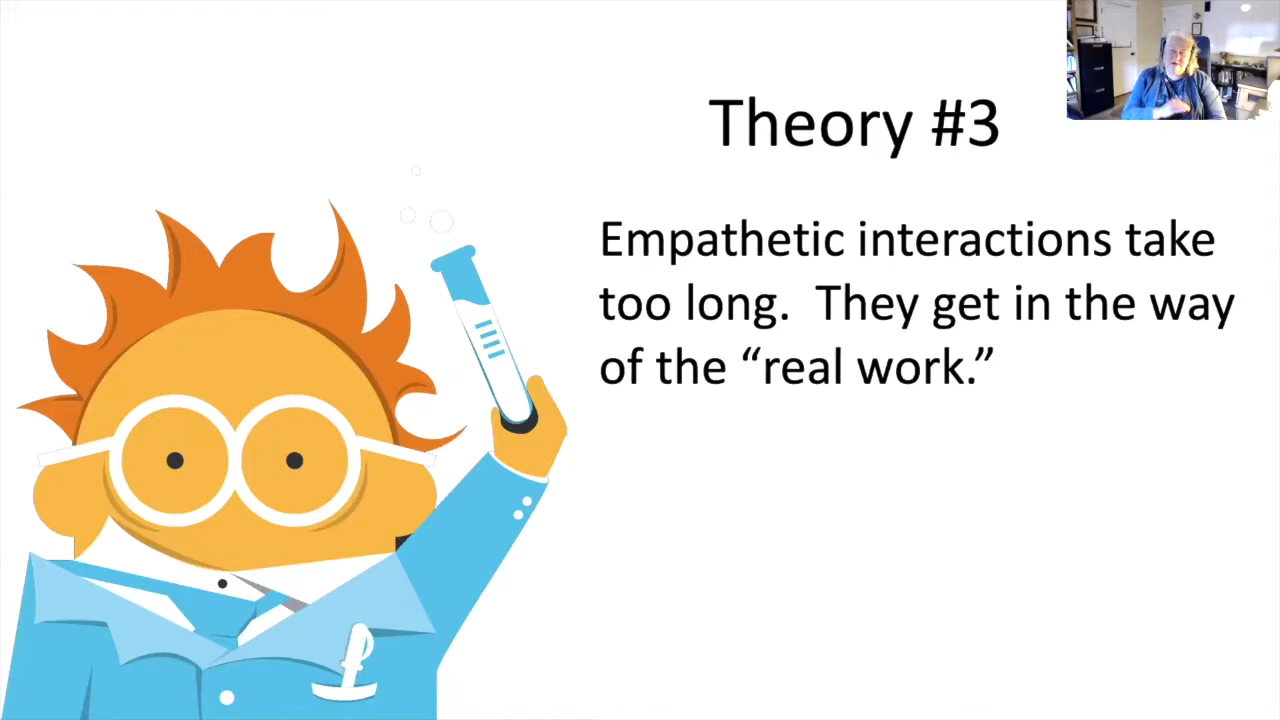 Theory #3
Empathetic interactions take
too long.  They get in the way
of the “real work.”